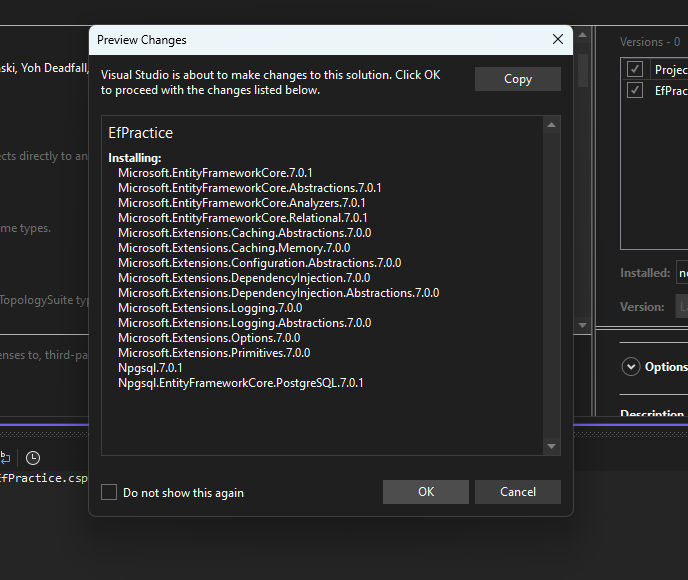 Preview Changes
Visual Studio is about to make changes to this solution. Click OK
to proceed with the changes listed below.
Copy
EfPractice
Installing:
Microsoft.EntityFrameworkCore.7.0.1
Microsoft.EntityFrameworkCore.Abstractions.7.0.1
Microsoft.EntityFrameworkCore.Analyzers.7.0.1
Microsoft.EntityFrameworkCore.Relational.7.0.1
Microsoft.Extensions.Caching.Abstractions.7.0.0
Microsoft.Extensions.Caching.Memory.7.0.0
Microsoft.Extensions.Configuration.Abstractions.7.0.0
Microsoft.Extensions.DependencyInjection.7.0.0
Microsoft.Extensions.DependencyInjection.Abstractions.7.0.0
Microsoft.Extensions.Logging.7.0.0
Microsoft.Extensions.Logging.Abstractions.7.0.0
Microsoft.Extensions.Options.7.0.0
Microsoft.Extensions.Primitives.7.0.0
Npgsql.7.0.1
Npgsql.EntityFrameworkCore.PostgreSQL.7.0.1
Do not show this again
OK
Cancel
ski, Yoh Deadfall,
cts directly to an
me types.
TopologySuite typ
enses to, third-pa
EfPractice.csp
Versions - 0
Projec
EfPrac
Installed:
Version:
Options
Description